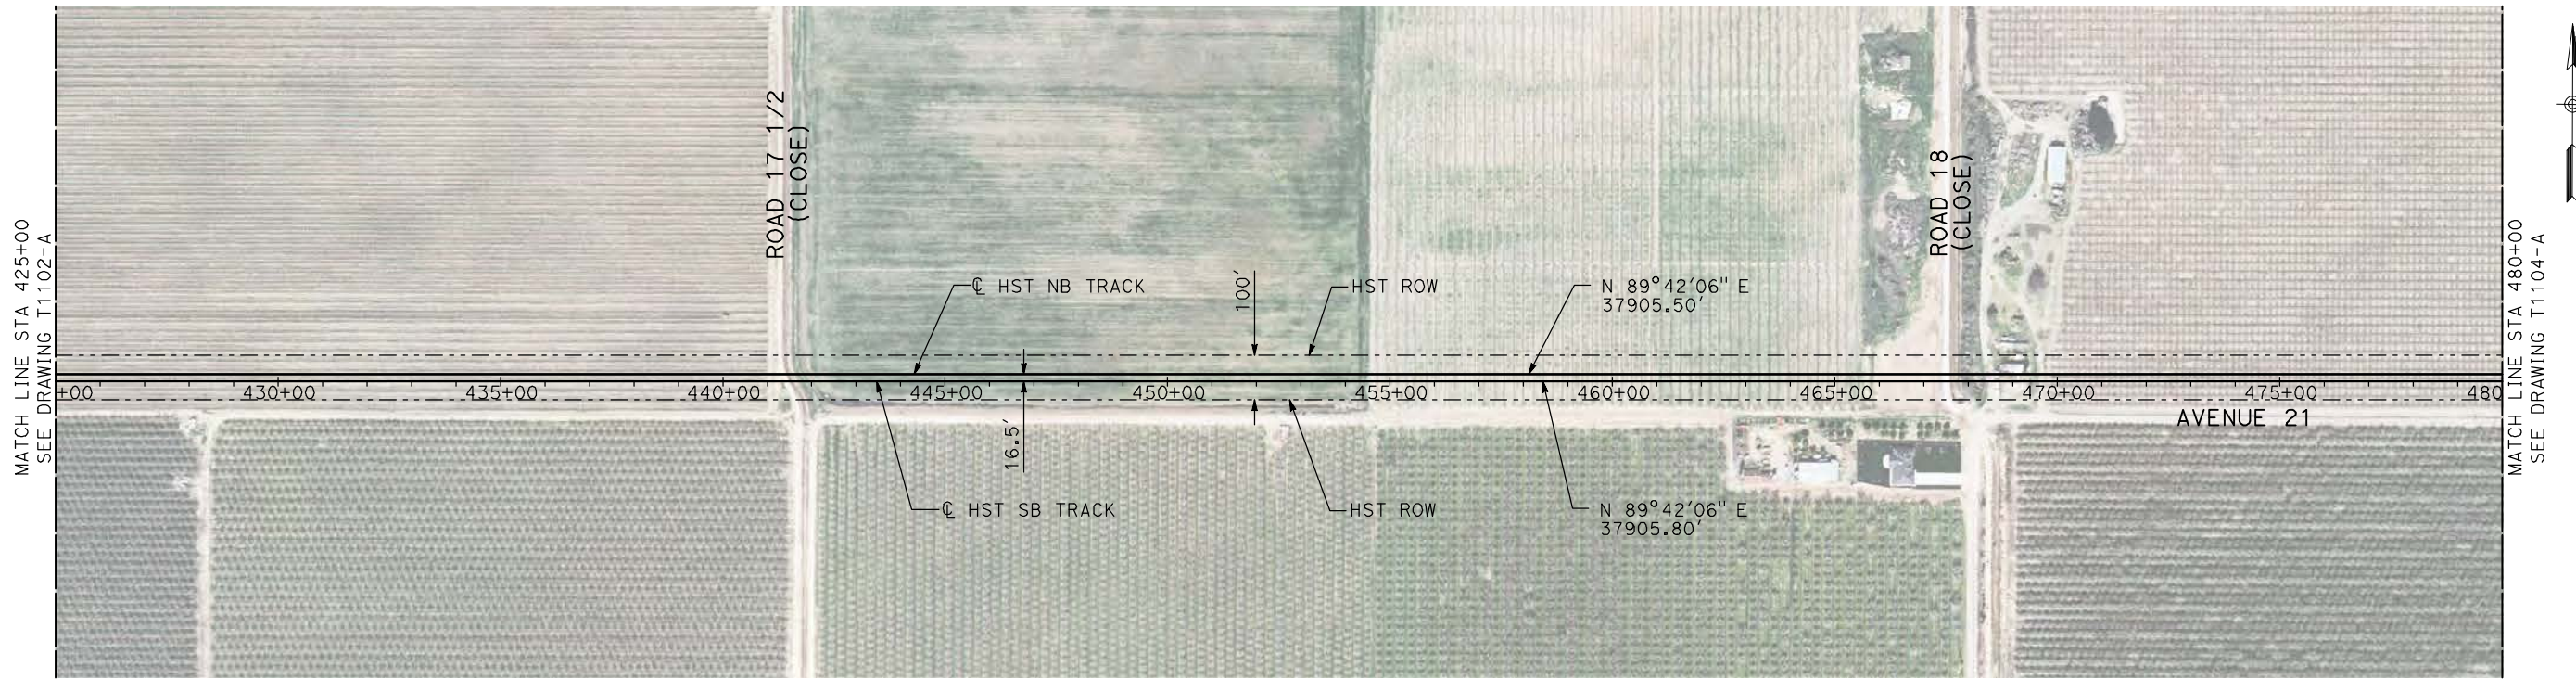 MATCH LINE STA 425+00
SEE DRAWING T1102-A
ROAD 17 1/2
(CLOSE)
ROAD 18
(CLOSE)
℄ HST NB TRACK
100'
HST ROW
N 89°42'06" E
37905.50'
+00
430+00
435+00
440+00
445+00
450+00
455+00
460+00
465+00
470+00
475+00
480
AVENUE 21
16.5'
℄ HST SB TRACK
HST ROW
N 89°42'06" E
37905.80'
MATCH LINE STA 480+00
SEE DRAWING T1104-A